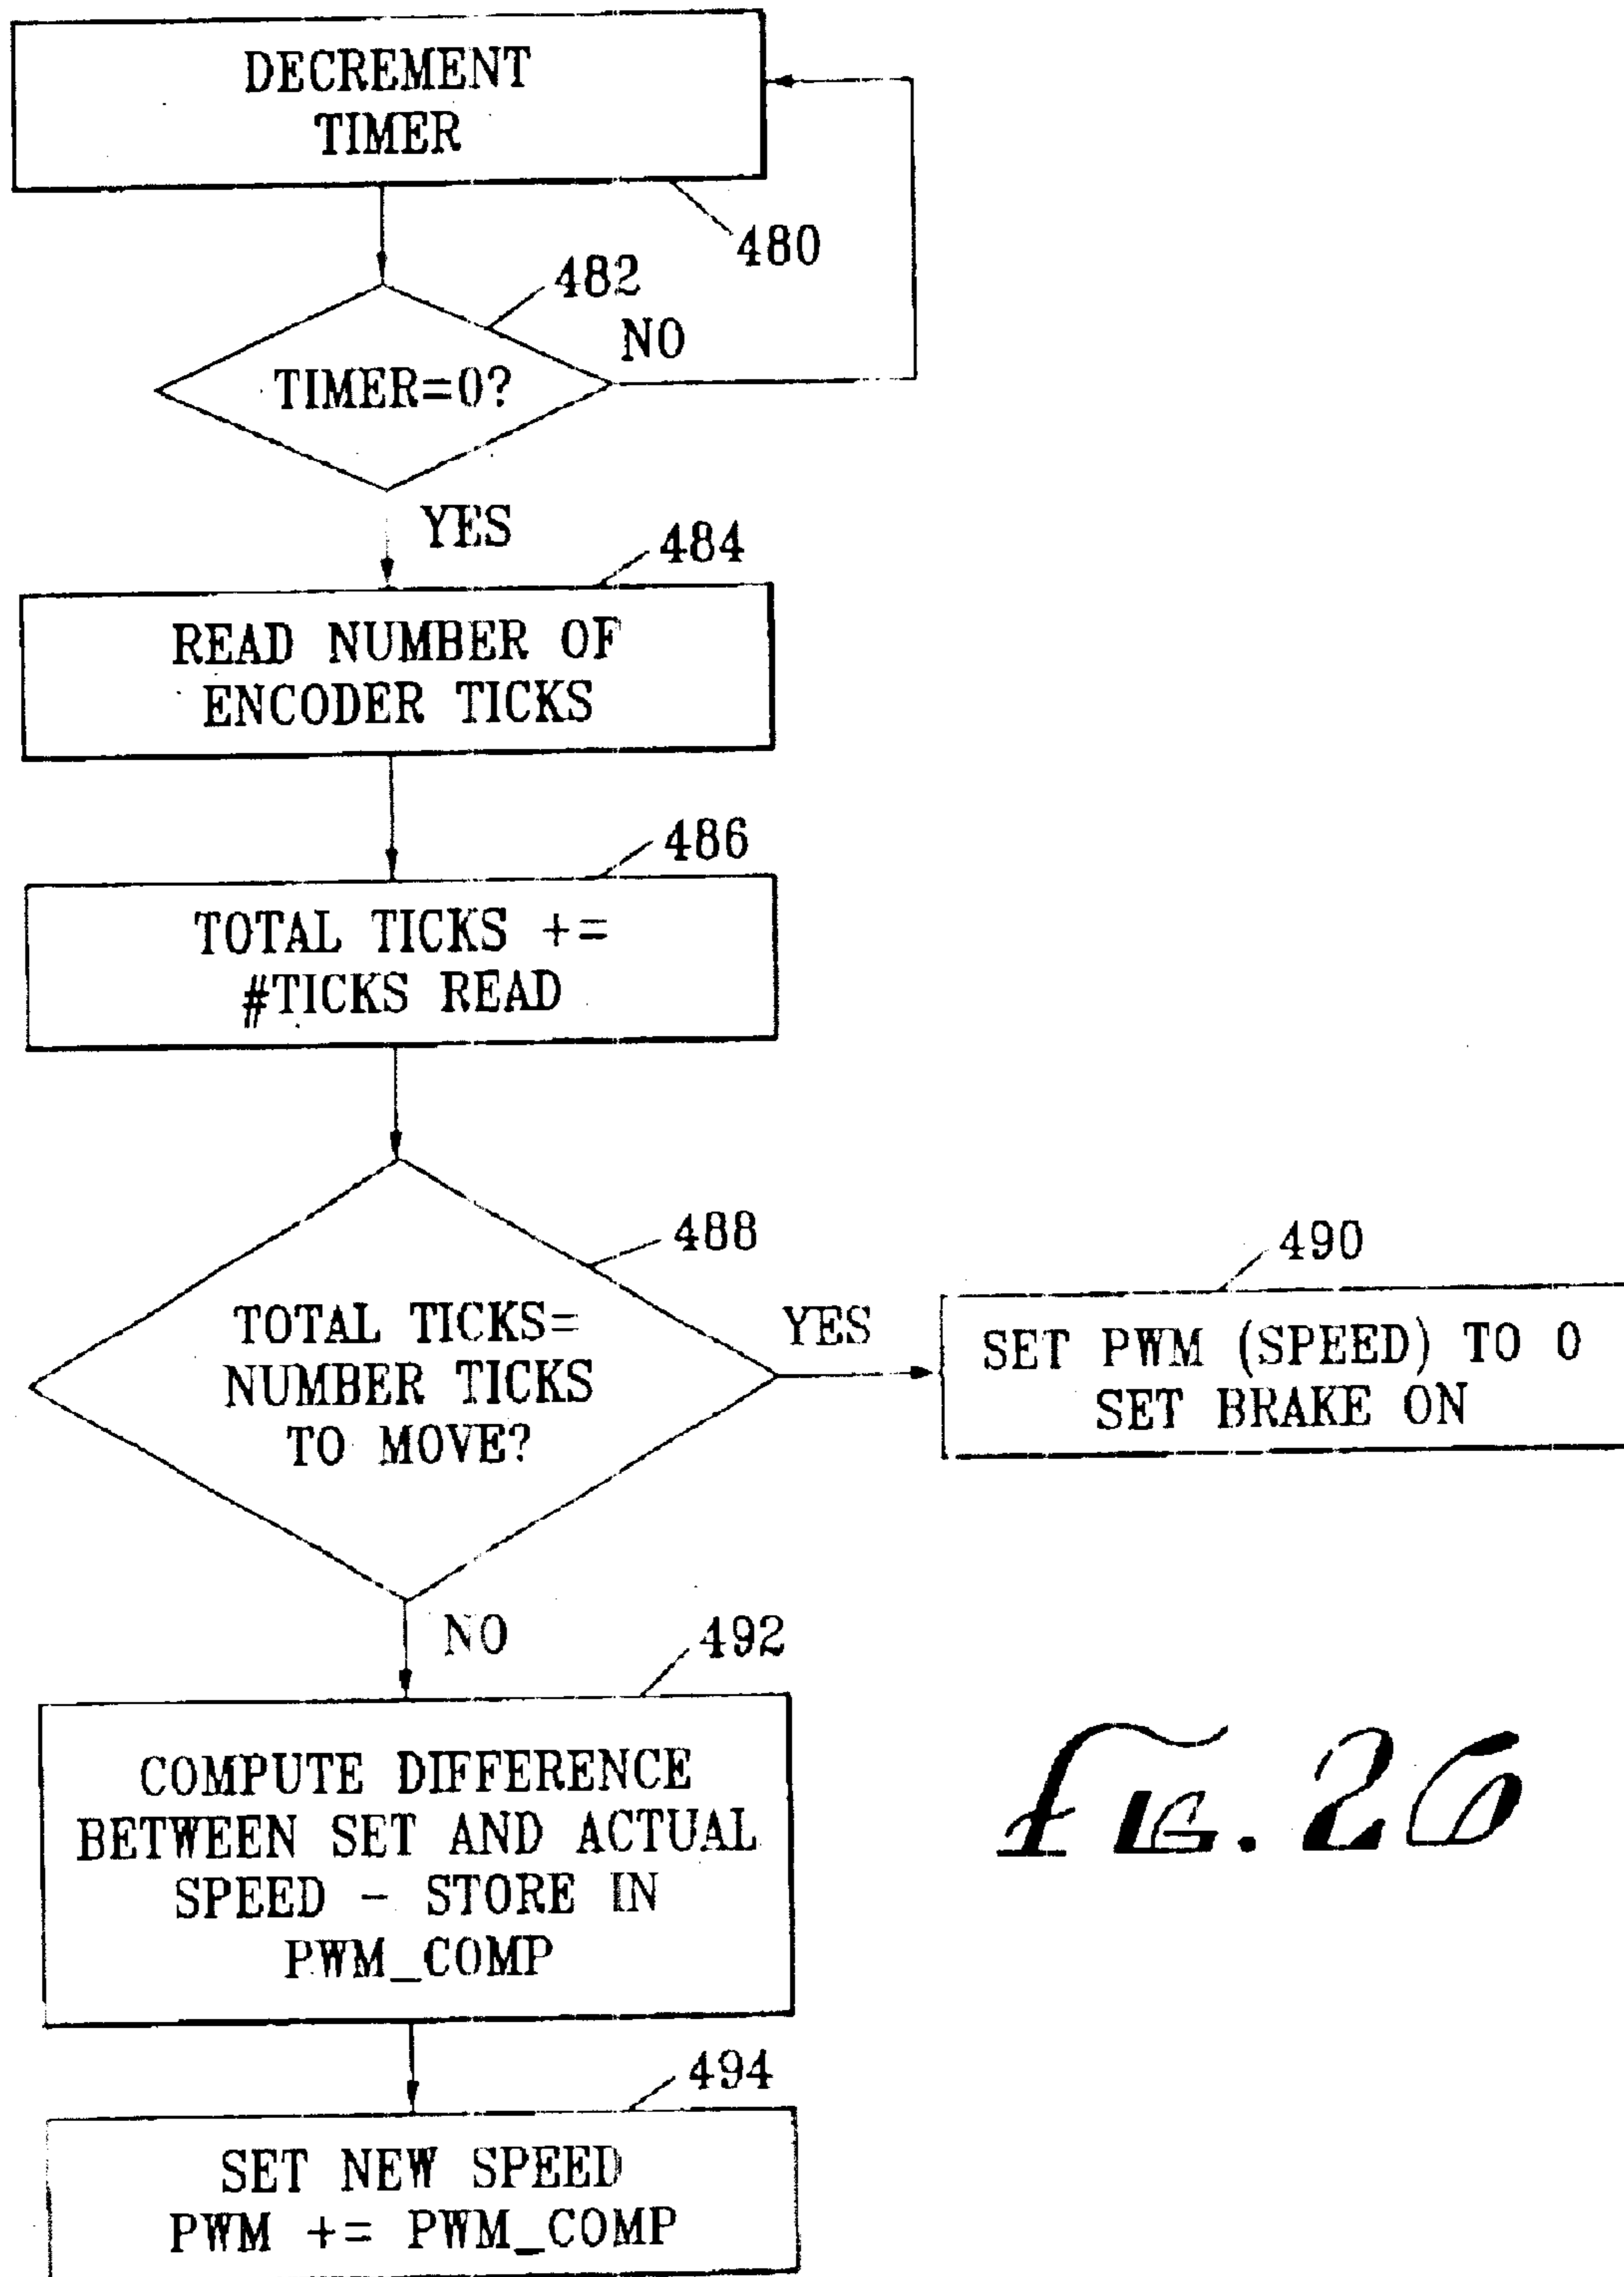 DECREMENT
TIMER
480
482
NO
TIMER=0?
YES
484
READ NUMBER OF
ENCODER TICKS
486
TOTAL TICKS +=
#TICKS READ
488
TOTAL TICKS=
NUMBER TICKS
TO MOVE?
YES
490
SET PWM (SPEED) TO 0
SET BRAKE ON
NO
492
COMPUTE DIFFERENCE
BETWEEN SET AND ACTUAL
SPEED - STORE IN
PWM_COMP
494
SET NEW SPEED
PWM += PWM_COMP
FIG. 26